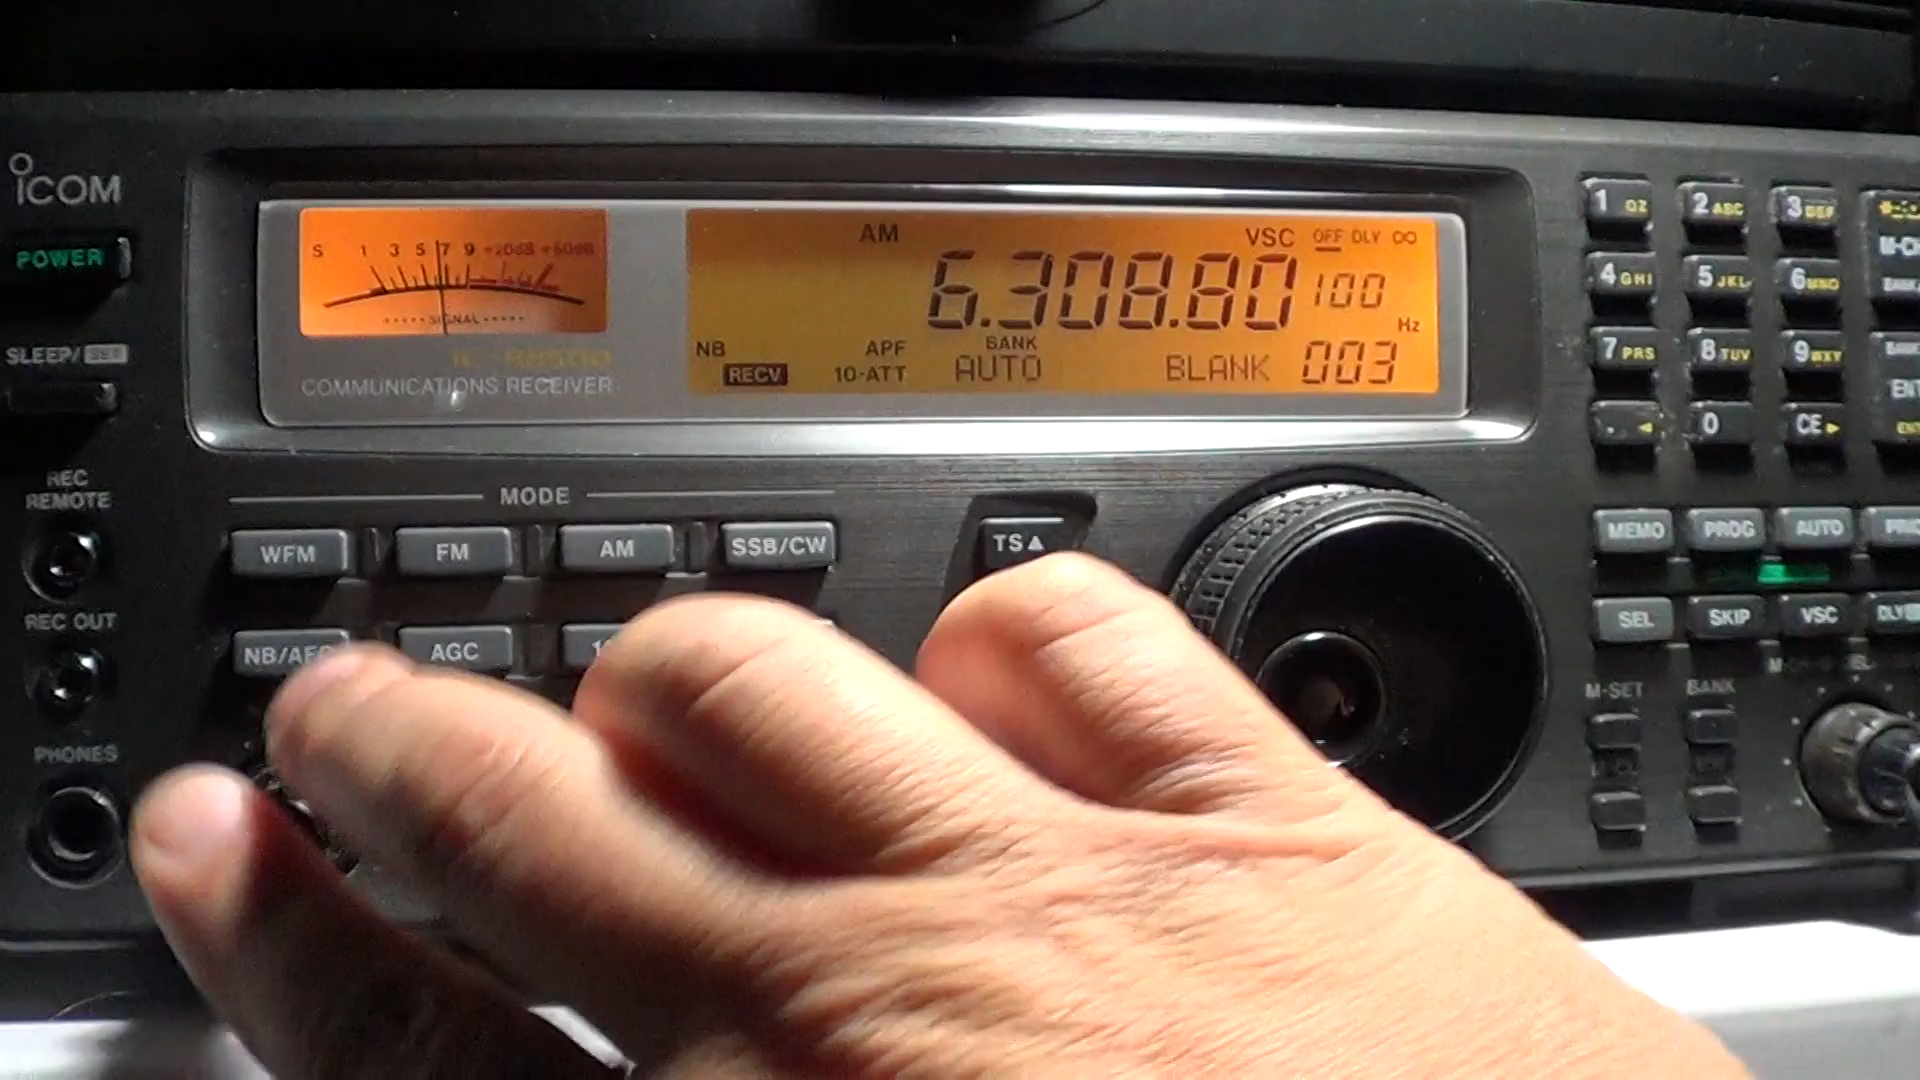 ICOM
POWER
SLEEP/SET
REC
REMOTE
REC OUT
PHONES
S 1 3 5 7 9 +20dB +60dB
SIGNAL
IC-R8500
COMMUNICATIONS RECEIVER
AM VSC OFF DLY ∞
6.308.80 100
Hz
NB APF BANK
RECV 10-ATT AUTO BLANK 003
MODE
WFM FM AM SSB/CW
TS▲
AGC
1 QZ 2 ABC 3 DEF
4 GHI 5 JKL 6 MNO
7 PRS 8 TUV 9 WXY
. ◄ 0 CE ►
MEMO PROG AUTO
SEL SKIP VSC
M-SET BANK